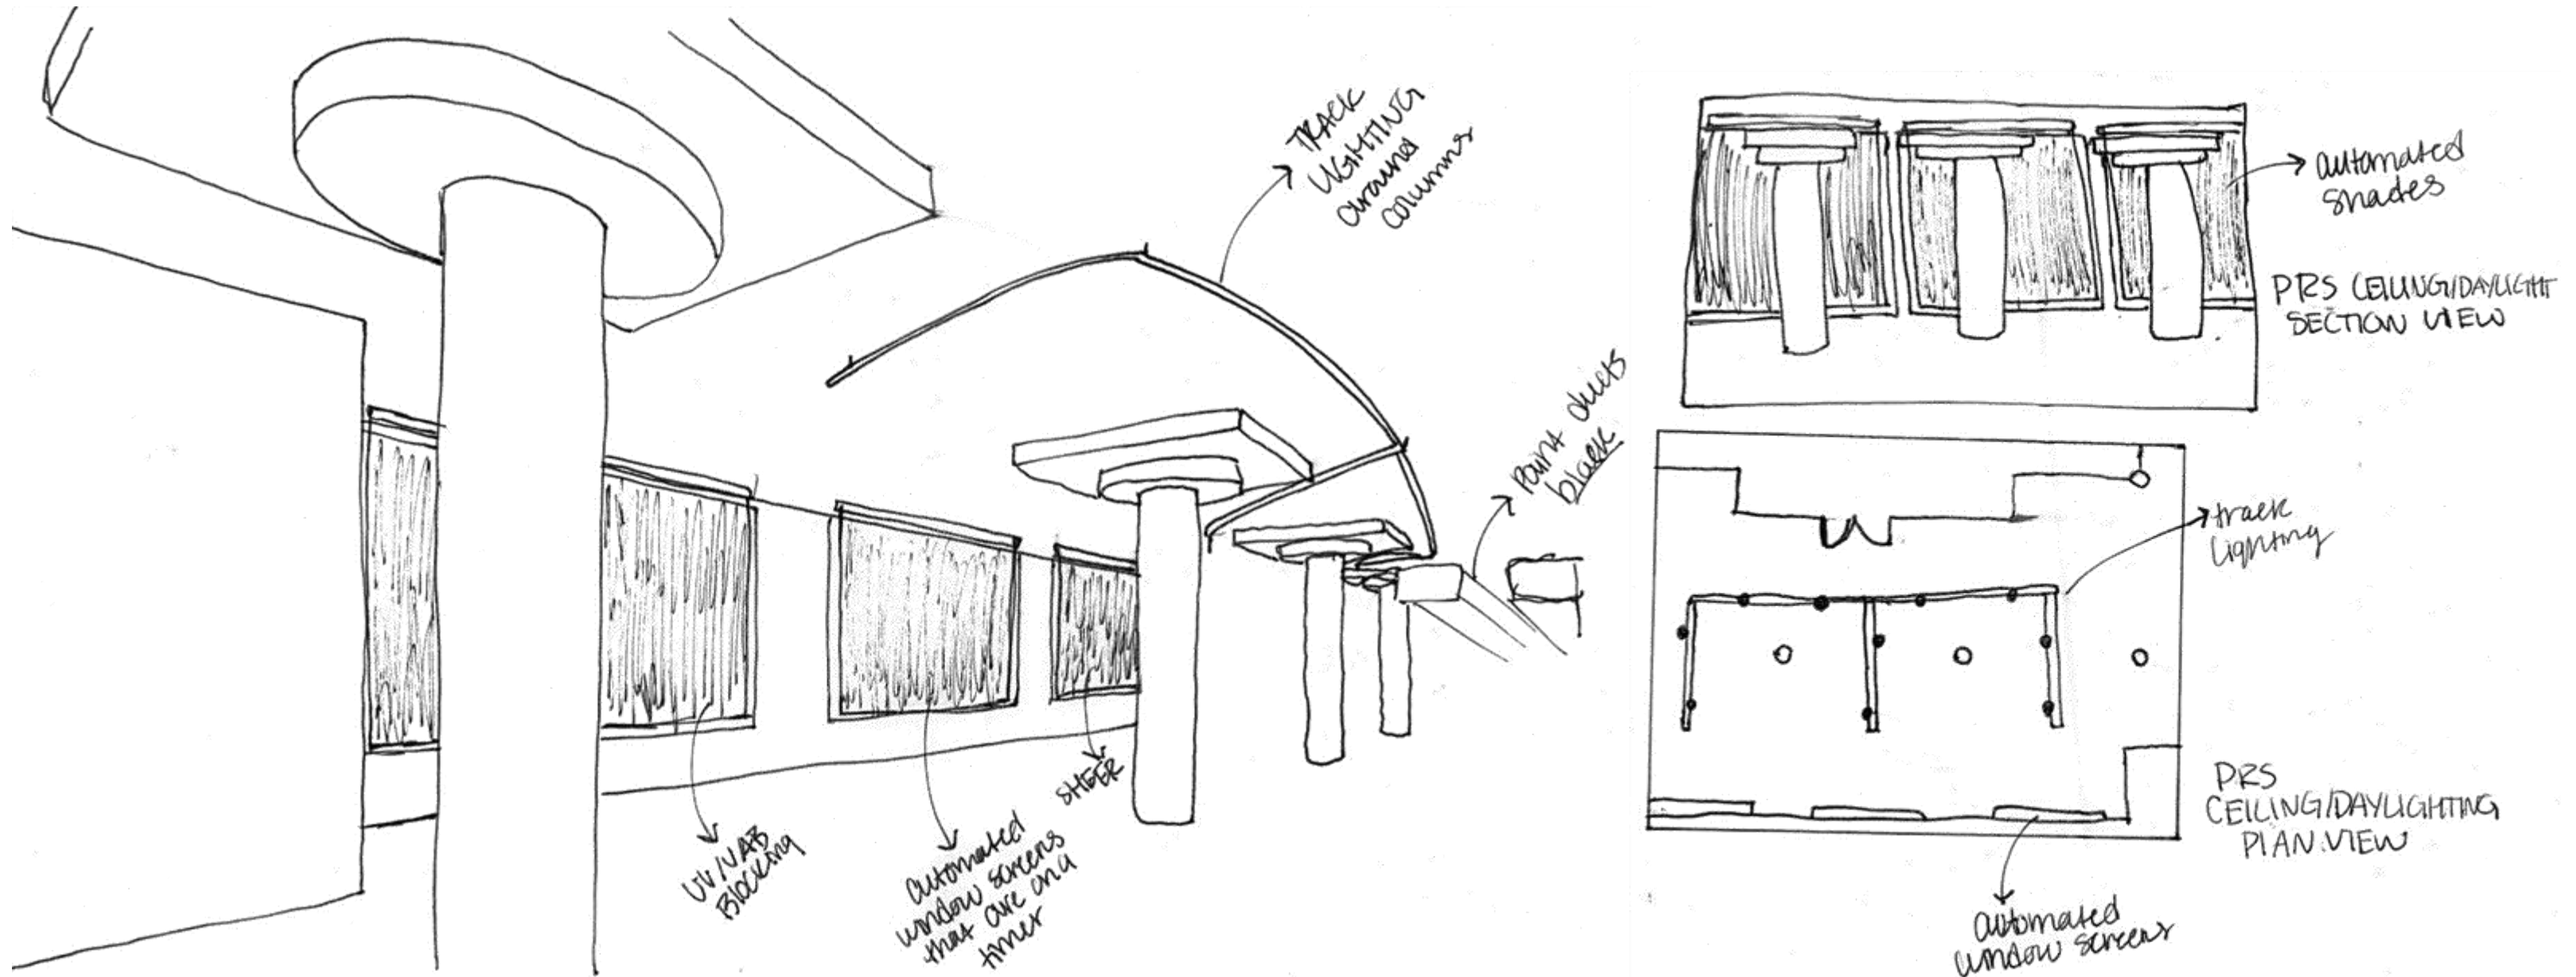 TRACK
LIGHTING
around
columns
Paint ducts
black
UV/UAB
Blocking
automated
window screens
that are on a
timer
SHEER
automated
shades
PRS CEILING/DAYLIGHT
SECTION VIEW
track
lighting
PRS
CEILING/DAYLIGHTING
PLAN VIEW
automated
window screens